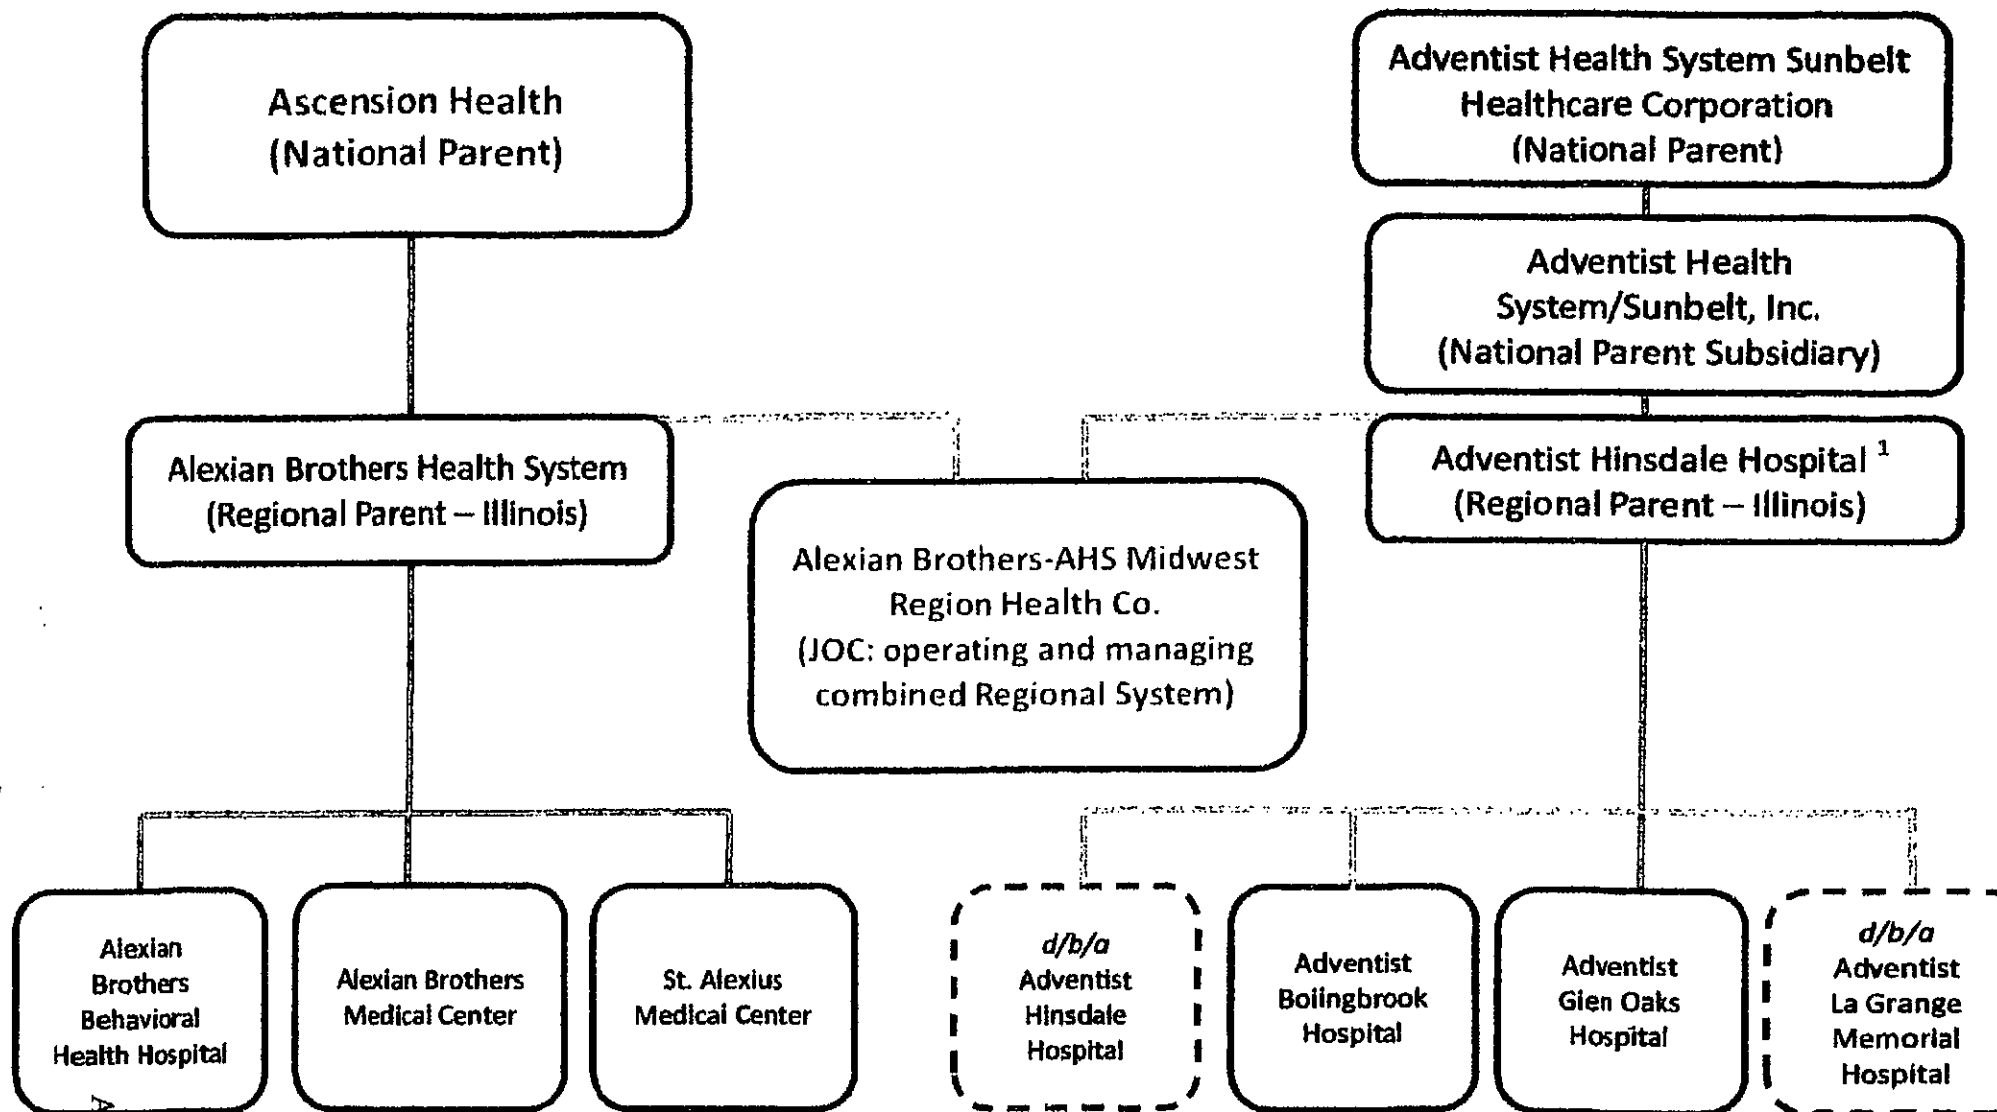 Ascension Health
(National Parent)
Adventist Health System Sunbelt
Healthcare Corporation
(National Parent)
Adventist Health
System/Sunbelt, Inc.
(National Parent Subsidiary)
Alexian Brothers Health System
(Regional Parent – Illinois)
Adventist Hinsdale Hospital 1
(Regional Parent – Illinois)
Alexian Brothers-AHS Midwest
Region Health Co.
(JOC: operating and managing
combined Regional System)
Alexian
Brothers
Behavioral
Health Hospital
Alexian Brothers
Medical Center
St. Alexius
Medical Center
d/b/a
Adventist
Hinsdale
Hospital
Adventist
Bolingbrook
Hospital
Adventist
Glen Oaks
Hospital
d/b/a
Adventist
La Grange
Memorial
Hospital
A